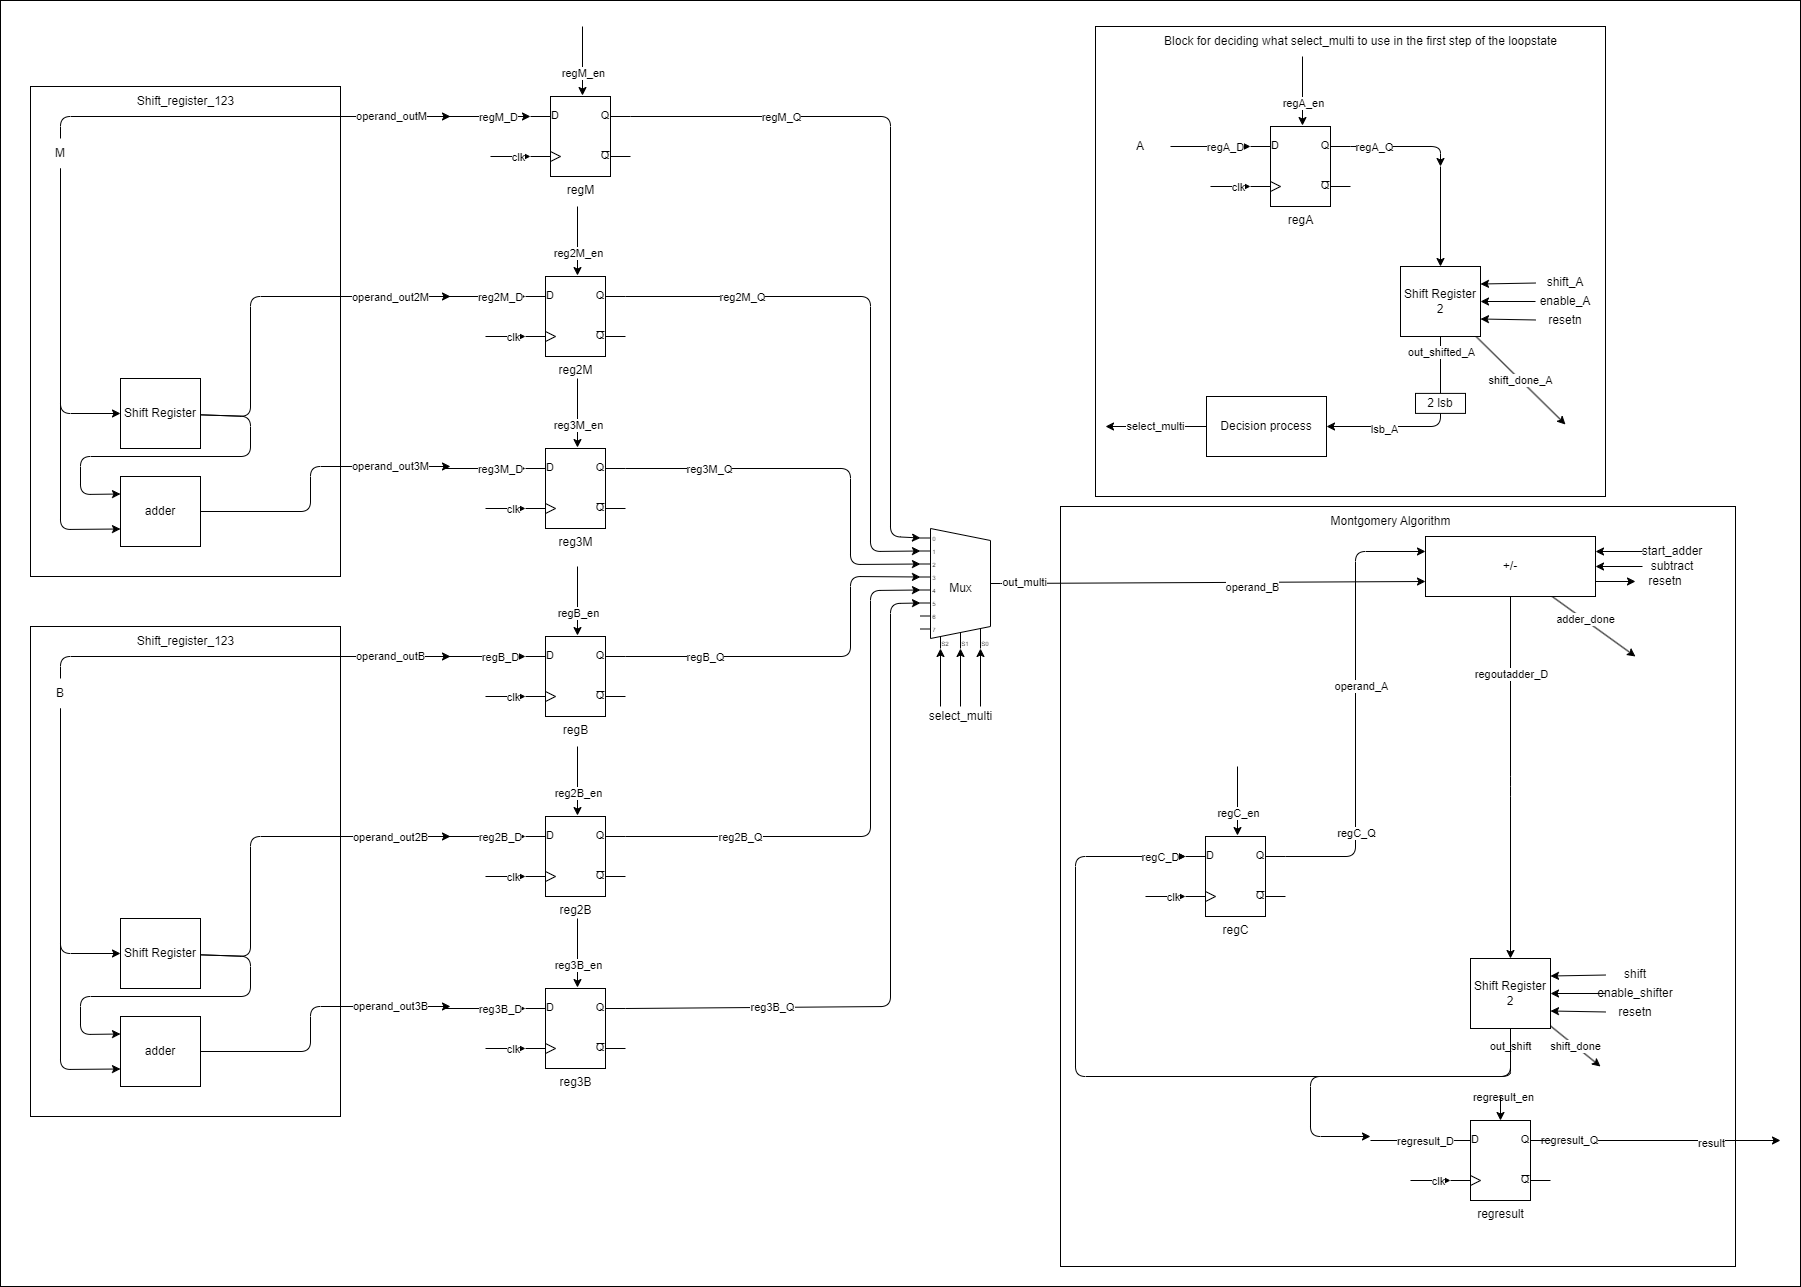 Shift_register_123
M
operand_outM
Shift Register
operand_out2M
adder
operand_out3M
Shift_register_123
B
operand_outB
Shift Register
operand_out2B
adder
operand_out3B
regM_en
regM_D
D
Q
regM_Q
clk
Q
regM
reg2M_en
reg2M_D
D
Q
reg2M_Q
clk
Q
reg2M
reg3M_en
reg3M_D
D
Q
reg3M_Q
clk
Q
reg3M
regB_en
regB_D
D
Q
regB_Q
clk
Q
regB
reg2B_en
reg2B_D
D
Q
reg2B_Q
clk
Q
reg2B
reg3B_en
reg3B_D
D
Q
reg3B_Q
clk
Q
reg3B
0
1
2
3
4
5
6
7
Mux
S2
S1
S0
select_multi
out_multi
Block for deciding what select_multi to use in the first step of the loopstate
regA_en
A
regA_D
D
Q
regA_Q
clk
Q
regA
Shift Register
2
shift_A
enable_A
resetn
out_shifted_A
shift_done_A
2 lsb
lsb_A
Decision process
select_multi
Montgomery Algorithm
+/-
start_adder
subtract
resetn
operand_B
adder_done
regoutadder_D
operand_A
regC_en
regC_Q
regC_D
D
Q
clk
Q
regC
Shift Register
2
shift
enable_shifter
resetn
out_shift
shift_done
regresult_en
regresult_D
D
Q
regresult_Q
result
clk
Q
regresult